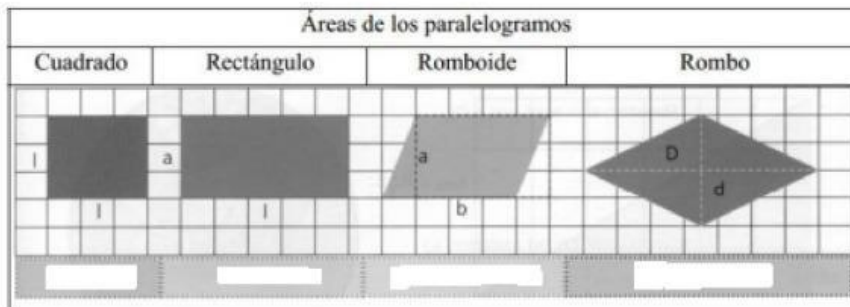 Áreas de los paralelogramos
Cuadrado Rectángulo Romboide Rombo
l a a D
d
l l b